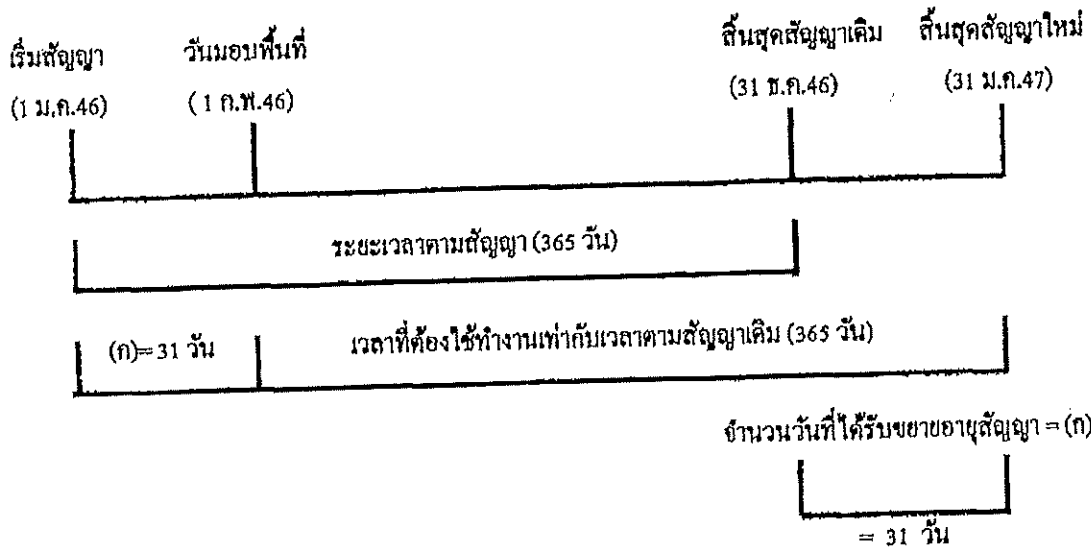 เริ่มสัญญา วันมอบพื้นที่ สิ้นสุดสัญญาเดิม สิ้นสุดสัญญาใหม่
(1 ม.ค.46) ( 1 ก.พ.46) (31 ธ.ค.46) (31 ม.ค.47)
ระยะเวลาตามสัญญา (365 วัน)
(ก)= 31 วัน เวลาที่ต้องใช้ทำงานเท่ากับเวลาตามสัญญาเดิม (365 วัน)
จำนวนวันที่ได้รับขยายอายุสัญญา = (ก)
= 31 วัน